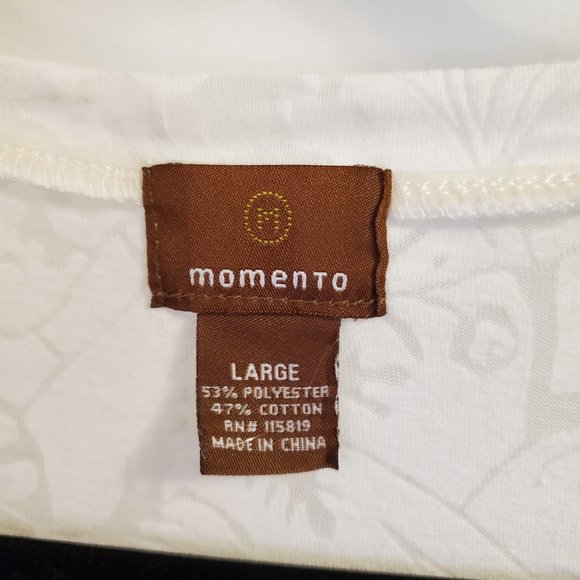 M
momenTo
LARGE
53% POLYESTER
47% COTTON
RN# 115819
MADE IN CHINA